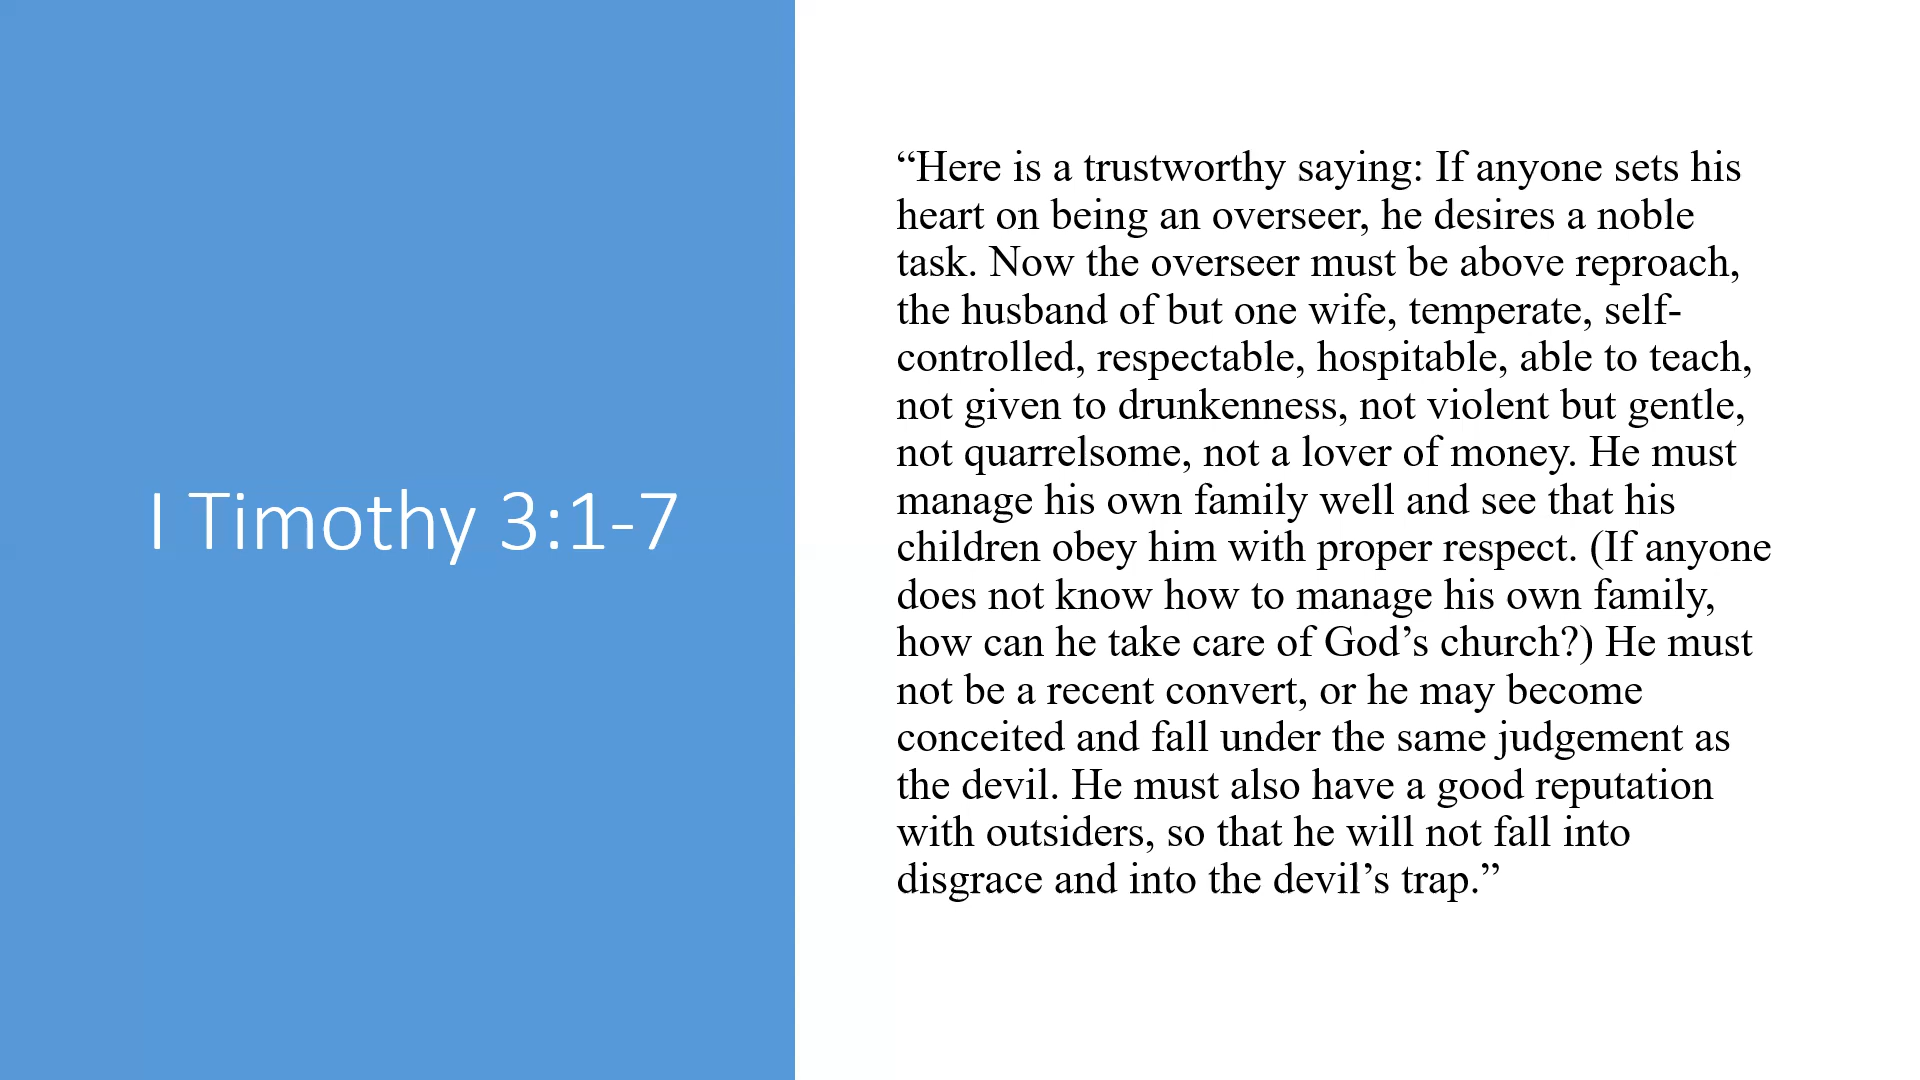 I Timothy 3:1-7
“Here is a trustworthy saying: If anyone sets his
heart on being an overseer, he desires a noble
task. Now the overseer must be above reproach,
the husband of but one wife, temperate, self-
controlled, respectable, hospitable, able to teach,
not given to drunkenness, not violent but gentle,
not quarrelsome, not a lover of money. He must
manage his own family well and see that his
children obey him with proper respect. (If anyone
does not know how to manage his own family,
how can he take care of God’s church?) He must
not be a recent convert, or he may become
conceited and fall under the same judgement as
the devil. He must also have a good reputation
with outsiders, so that he will not fall into
disgrace and into the devil’s trap.”